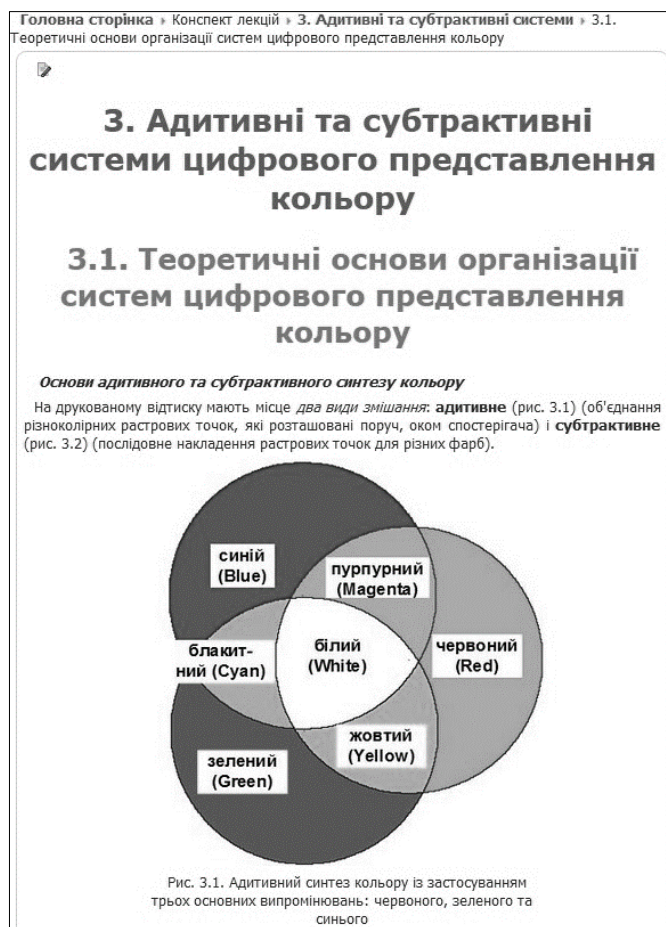 Головна сторінка › Конспект лекцій › 3. Адитивні та субтрактивні системи › 3.1.
Теоретичні основи організації систем цифрового представлення кольору
3. Адитивні та субтрактивні
системи цифрового представлення
кольору
3.1. Теоретичні основи організації
систем цифрового представлення
кольору
Основи адитивного та субтрактивного синтезу кольору
На друкованому відтиску мають місце два види змішання: адитивне (рис. 3.1) (об'єднання
різноколірних растрових точок, які розташовані поруч, оком спостерігача) і субтрактивне
(рис. 3.2) (послідовне накладення растрових точок для різних фарб).
синій
(Blue)
пурпурний
(Magenta)
блакит-
ний (Cyan)
білий
(White)
червоний
(Red)
зелений
(Green)
жовтий
(Yellow)
Рис. 3.1. Адитивний синтез кольору із застосуванням
трьох основних випромінювань: червоного, зеленого та
синього